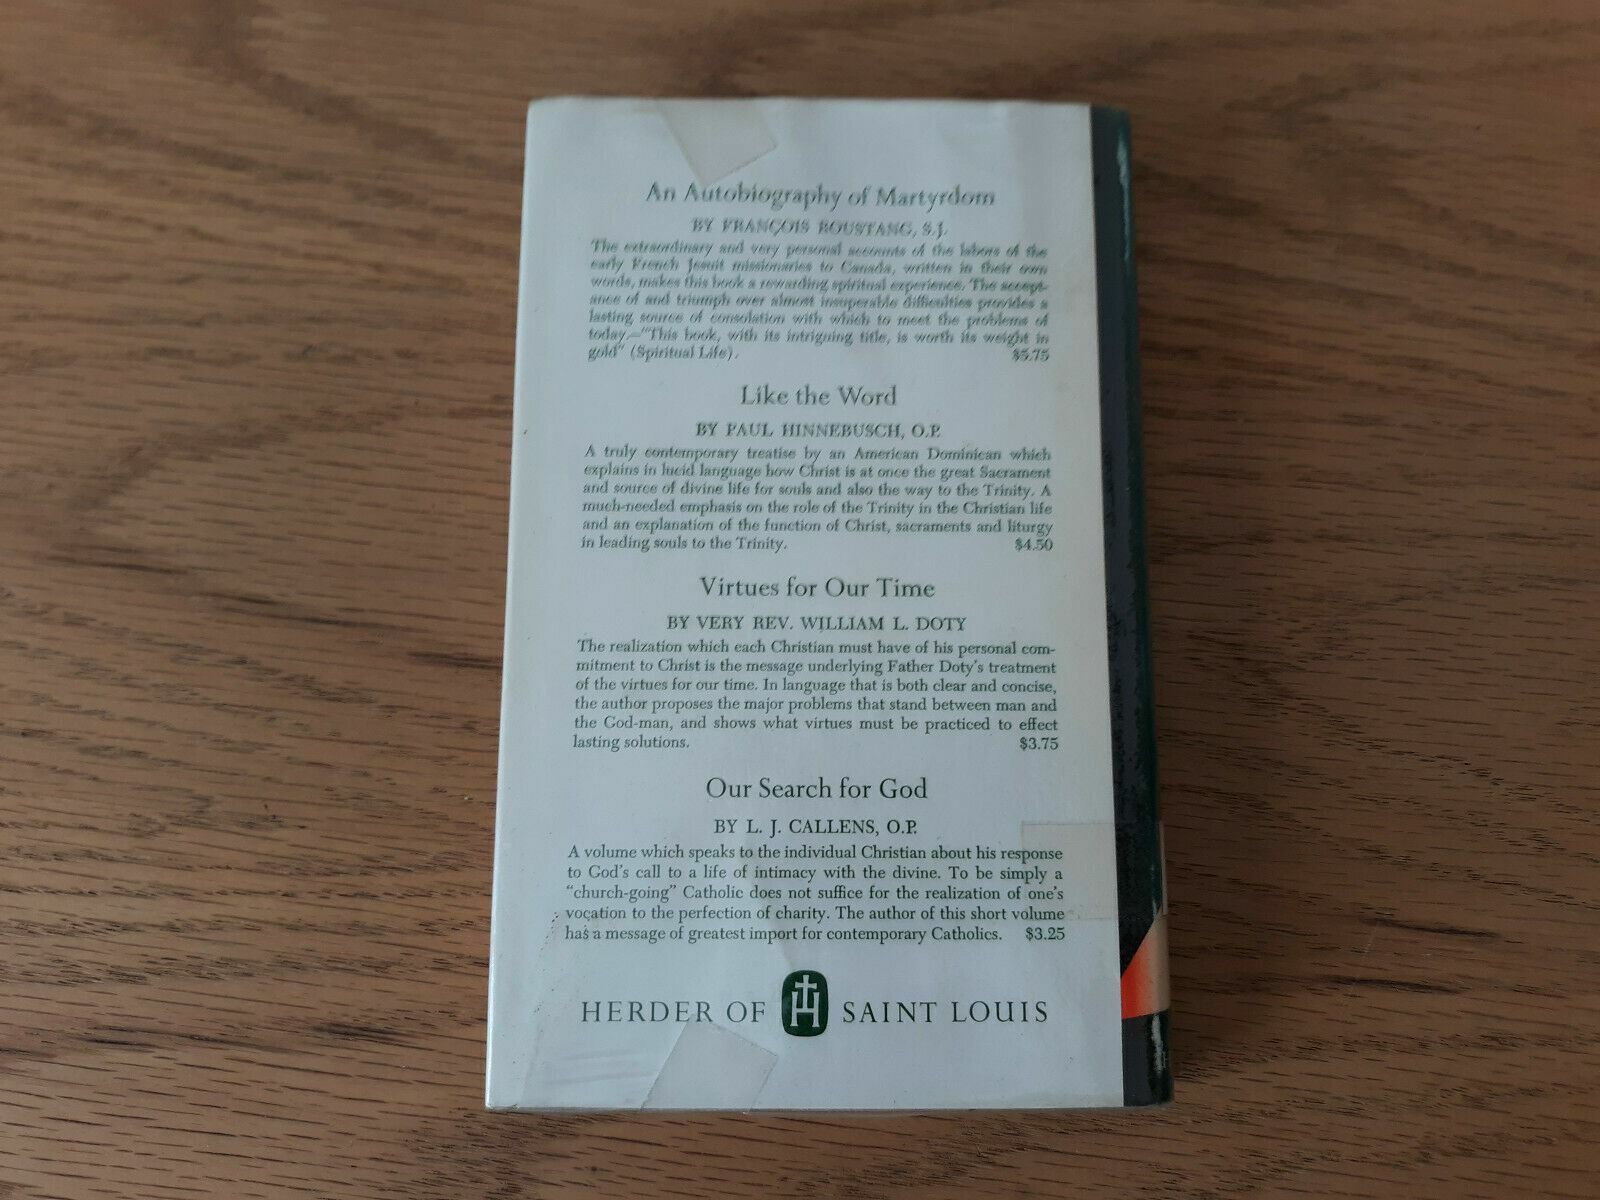 An Autobiography of Martyrdom
BY FRANÇOIS ROUSTANG, S.J.
The extraordinary and very personal accounts of the labors of the
early French Jesuit missionaries to Canada, written in their own
words, makes this book a rewarding spiritual experience. The accept-
ance of and triumph over almost insuperable difficulties provides a
lasting source of consolation with which to meet the problems of
today.—"This book, with its intriguing title, is worth its weight in
gold" (Spiritual Life). $5.75
Like the Word
BY PAUL HINNEBUSCH, O.P.
A truly contemporary treatise by an American Dominican which
explains in lucid language how Christ is at once the great Sacrament
and source of divine life for souls and also the way to the Trinity. A
much-needed emphasis on the role of the Trinity in the Christian life
and an explanation of the function of Christ, sacraments and liturgy
in leading souls to the Trinity. $4.50
Virtues for Our Time
BY VERY REV. WILLIAM L. DOTY
The realization which each Christian must have of his personal com-
mitment to Christ is the message underlying Father Doty's treatment
of the virtues for our time. In language that is both clear and concise,
the author proposes the major problems that stand between man and
the God-man, and shows what virtues must be practiced to effect
lasting solutions. $3.75
Our Search for God
BY L. J. CALLENS, O.P.
A volume which speaks to the individual Christian about his response
to God's call to a life of intimacy with the divine. To be simply a
"church-going" Catholic does not suffice for the realization of one's
vocation to the perfection of charity. The author of this short volume
has a message of greatest import for contemporary Catholics. $3.25
HERDER OF H SAINT LOUIS